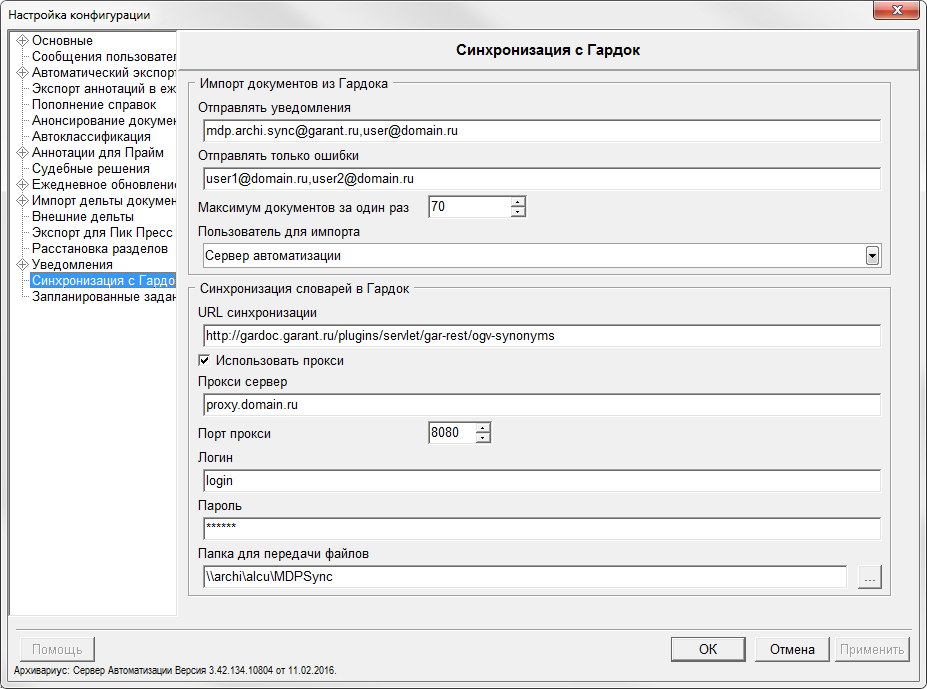 Настройка конфигурации
Основные
Сообщения пользовател
Автоматический экспорт
Экспорт аннотаций в еж
Пополнение справок
Анонсирование докумен
Автоклассификация
Аннотации для Прайм
Судебные решения
Ежедневное обновление
Импорт дельты докумен
Внешние дельты
Экспорт для Пик Пресс
Расстановка разделов
Уведомления
Синхронизация с Гардо
Запланированные задан
Синхронизация с Гардок
Импорт документов из Гардока
Отправлять уведомления
mdp.archi.sync@garant.ru,user@domain.ru
Отправлять только ошибки
user1@domain.ru,user2@domain.ru
Максимум документов за один раз 70
Пользователь для импорта
Сервер автоматизации
Синхронизация словарей в Гардок
URL синхронизации
http://gardoc.garant.ru/plugins/servlet/gar-rest/ogv-synonyms
Использовать прокси
Прокси сервер
proxy.domain.ru
Порт прокси 8080
Логин
login
Пароль
******
Папка для передачи файлов
\\archi\alcu\MDPSync ...
Помощь OK Отмена Применить
Архивариус: Сервер Автоматизации Версия 3.42.134.10804 от 11.02.2016.